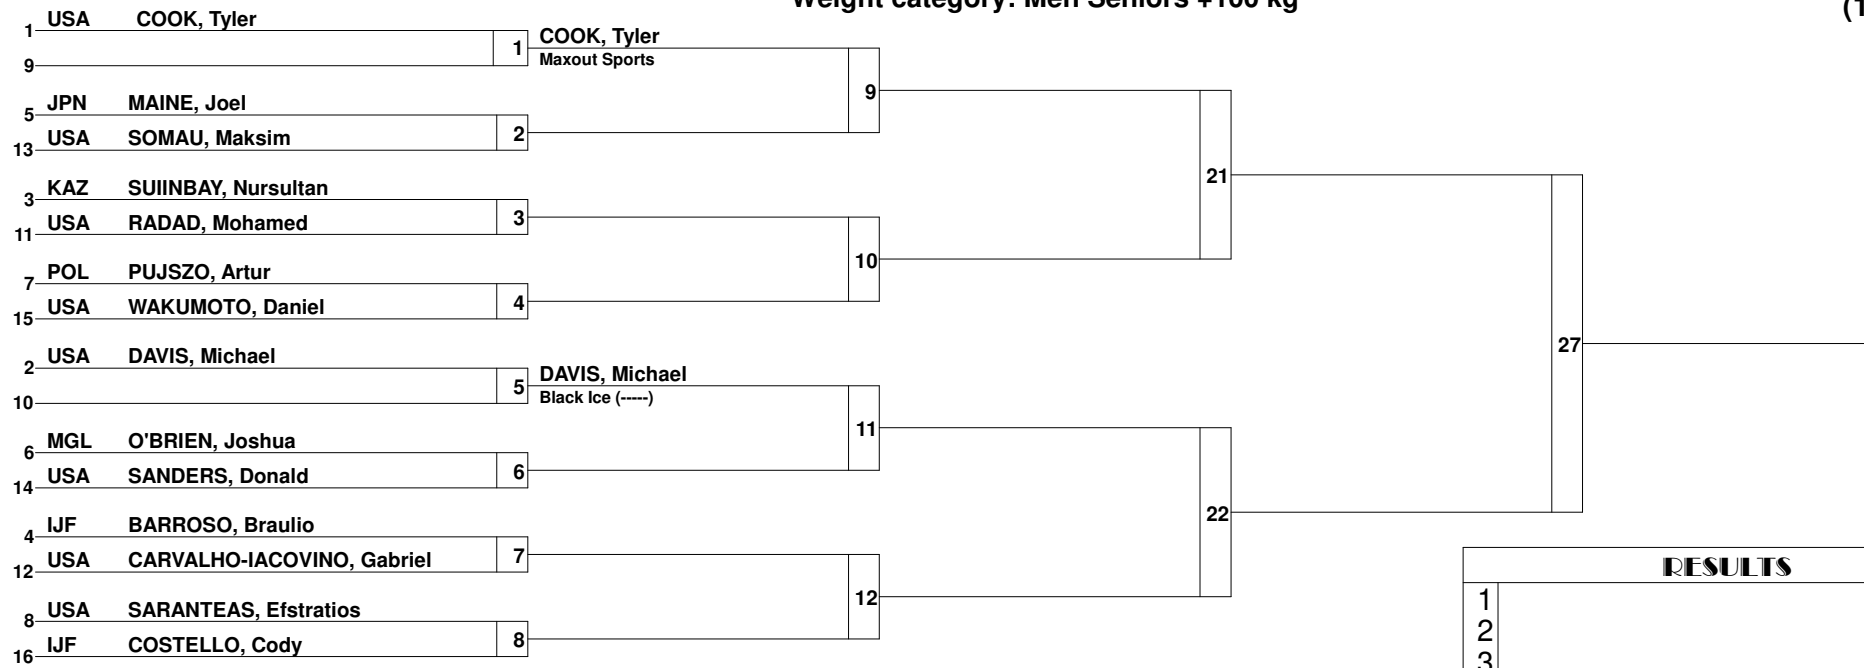 Weight category: Men Seniors +100 kg
(1
1 USA COOK, Tyler
9
1 COOK, Tyler
Maxout Sports
5 JPN MAINE, Joel
13 USA SOMAU, Maksim
2
9
3 KAZ SUIINBAY, Nursultan
11 USA RADAD, Mohamed
3
7 POL PUJSZO, Artur
15 USA WAKUMOTO, Daniel
4
10
21
2 USA DAVIS, Michael
10
5 DAVIS, Michael
Black Ice (-----)
6 MGL O'BRIEN, Joshua
14 USA SANDERS, Donald
6
11
4 IJF BARROSO, Braulio
12 USA CARVALHO-IACOVINO, Gabriel
7
8 USA SARANTEAS, Efstratios
16 IJF COSTELLO, Cody
8
12
22
27
RESULTS
1
2
3